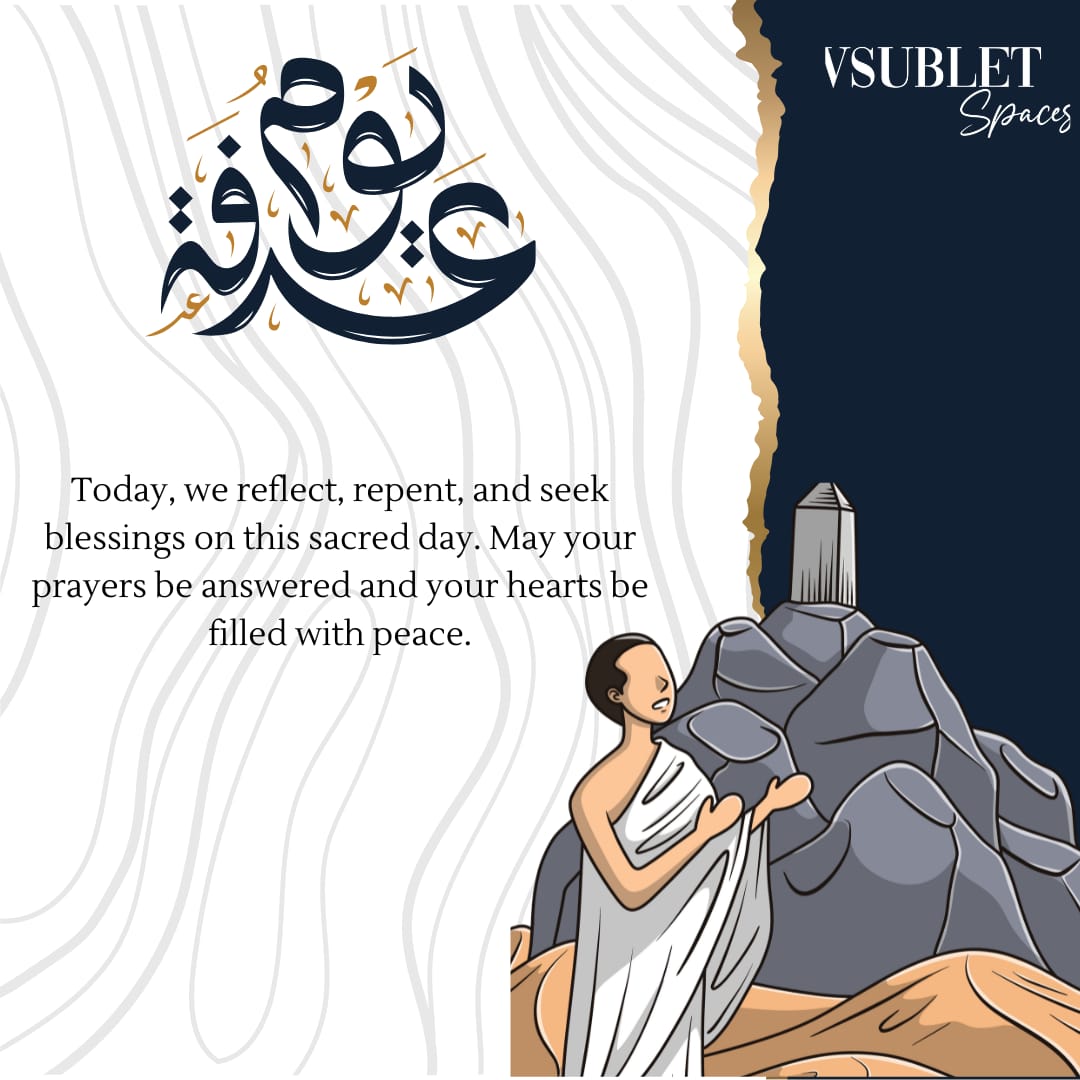 يوم
عرفة
VSUBLET
Spaces
Today, we reflect, repent, and seek
blessings on this sacred day. May your
prayers be answered and your hearts be
filled with peace.